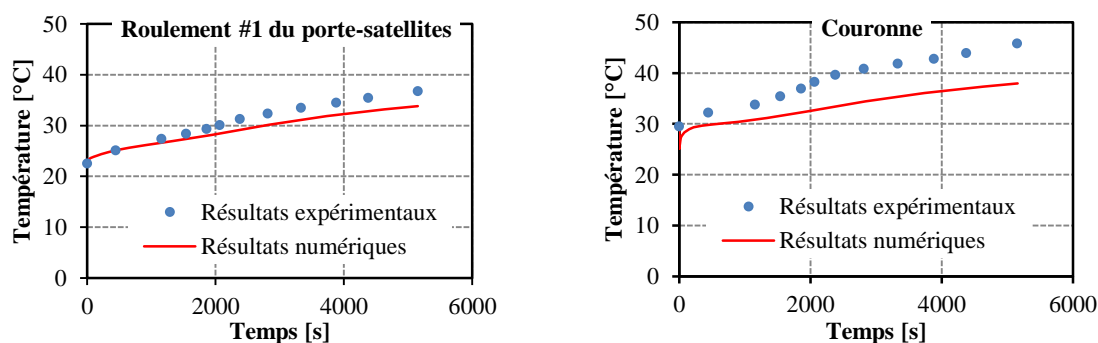 Roulement #1 du porte-satellites
Température [°C]
50
40
30
20
10
0
Résultats expérimentaux
Résultats numériques
0
2000
4000
6000
Temps [s]
Couronne
Température [°C]
50
40
30
20
10
0
Résultats expérimentaux
Résultats numériques
0
2000
4000
6000
Temps [s]